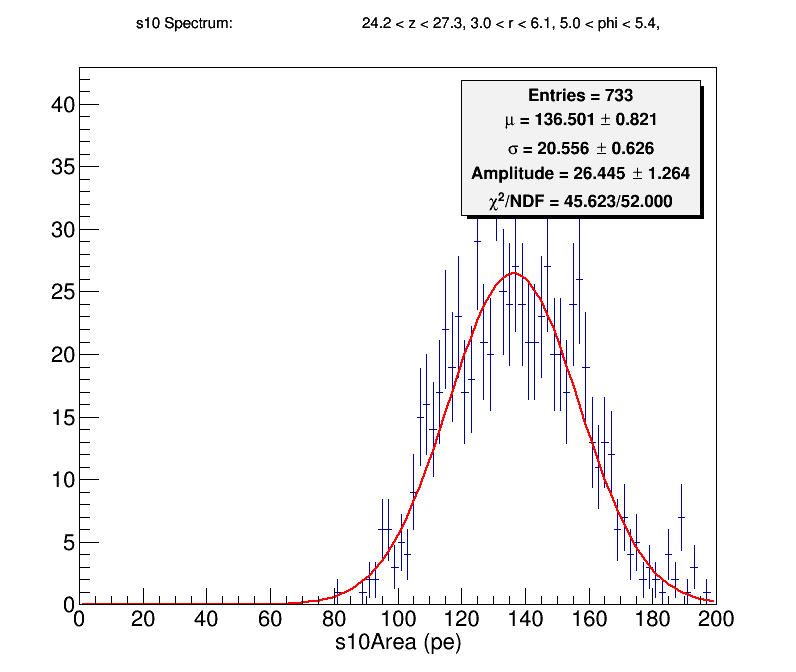 s10 Spectrum: 24.2 < z < 27.3, 3.0 < r < 6.1, 5.0 < phi < 5.4,
Entries = 733
μ = 136.501 ± 0.821
σ = 20.556 ± 0.626
Amplitude = 26.445 ± 1.264
χ²/NDF = 45.623/52.000
40
35
30
25
20
15
10
5
0
0 20 40 60 80 100 120 140 160 180 200
s10Area (pe)